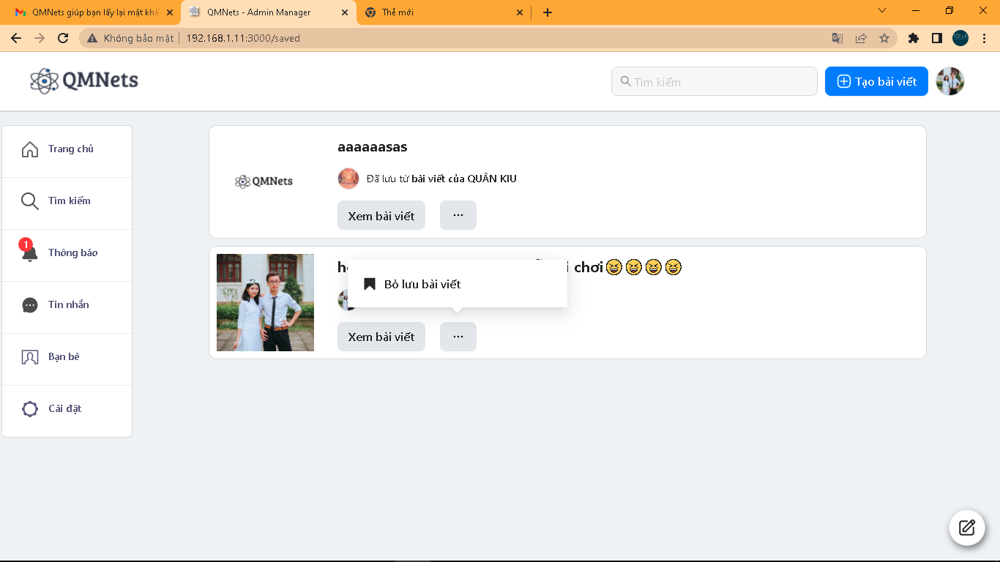 QMNets giúp bạn lấy lại mật khẩ
QMNets - Admin Manager
Thẻ mới
Không bảo mật
192.168.1.11:3000/saved
QMNets
Tìm kiếm
Tạo bài viết
Trang chủ
Tìm kiếm
1
Thông báo
Tin nhắn
Bạn bè
Cài đặt
aaaaaasas
QMNets
Đã lưu từ bài viết của QUÂN KIU
Xem bài viết
...
chơi😆😆😆😆
Bỏ lưu bài viết
Xem bài viết
...